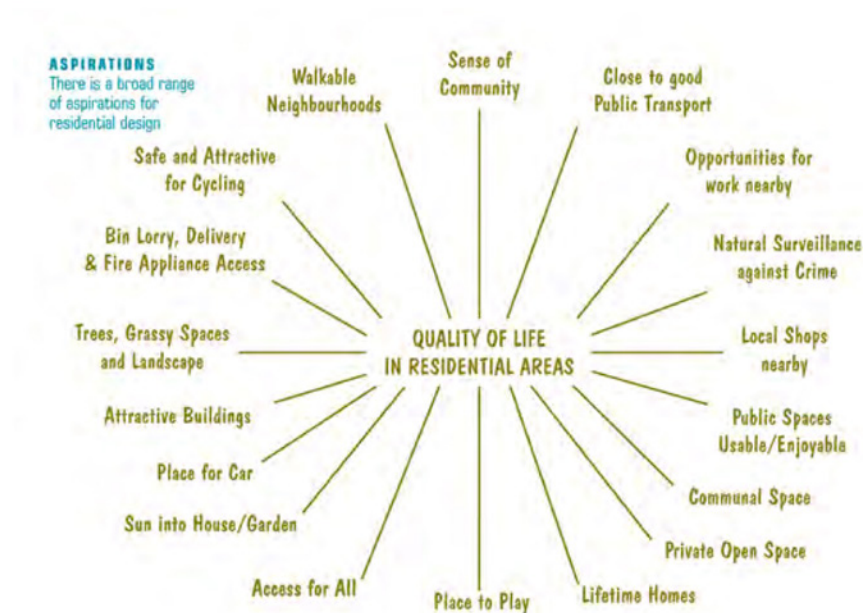 ASPIRATIONS
There is a broad range
of aspirations for
residential design
Walkable
Neighbourhoods
Sense of
Community
Close to good
Public Transport
Safe and Attractive
for Cycling
Opportunities for
work nearby
Bin Lorry, Delivery
& Fire Appliance Access
Natural Surveillance
against Crime
Trees, Grassy Spaces
and Landscape
QUALITY OF LIFE
IN RESIDENTIAL AREAS
Local Shops
nearby
Attractive Buildings
Public Spaces
Usable/Enjoyable
Place for Car
Communal Space
Sun into House/Garden
Private Open Space
Access for All
Place to Play
Lifetime Homes